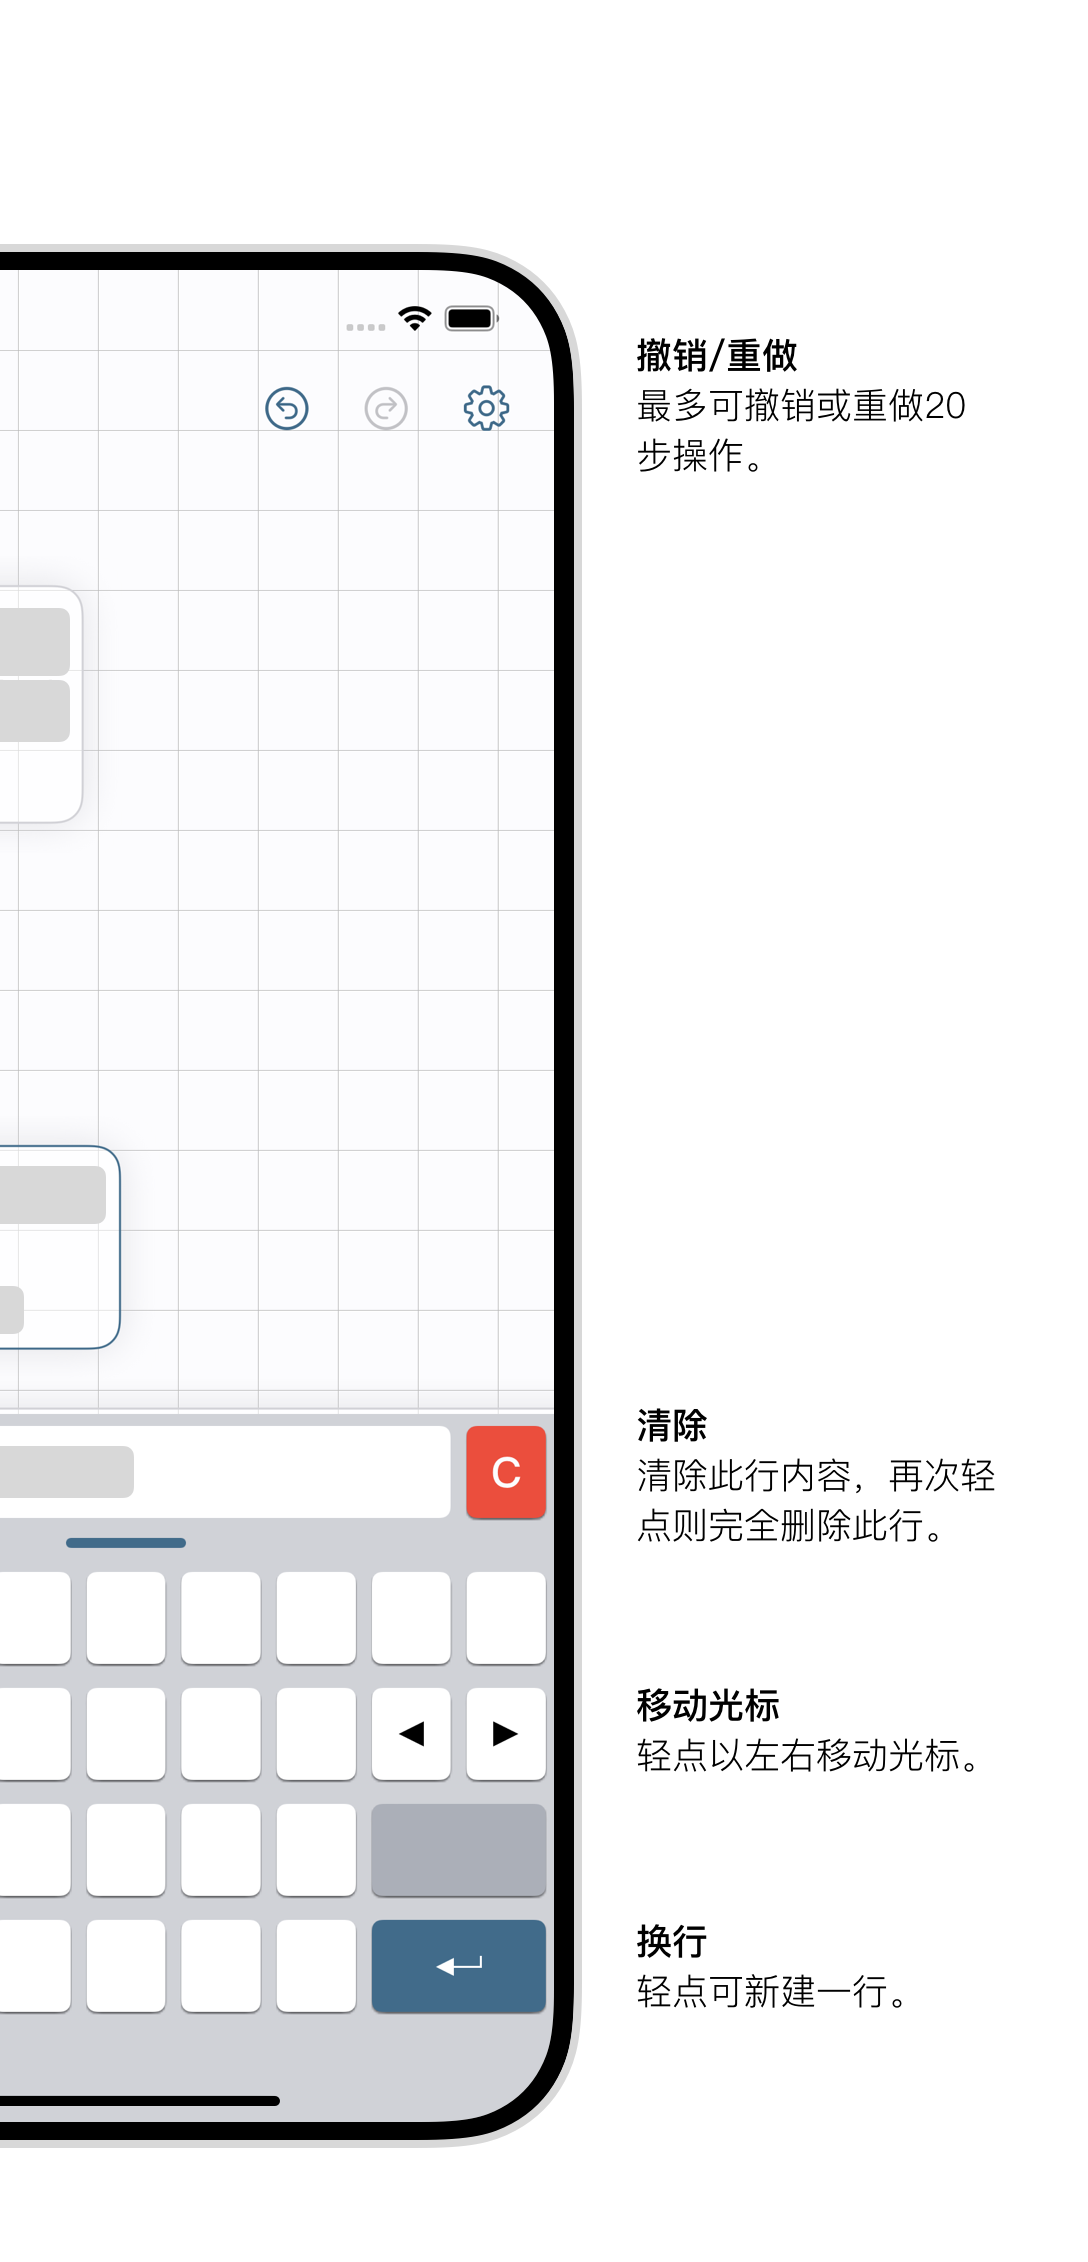 撤销/重做
最多可撤销或重做20
步操作。
清除
C
清除此行内容，再次轻
点则完全删除此行。
移动光标
轻点以左右移动光标。
换行
轻点可新建一行。